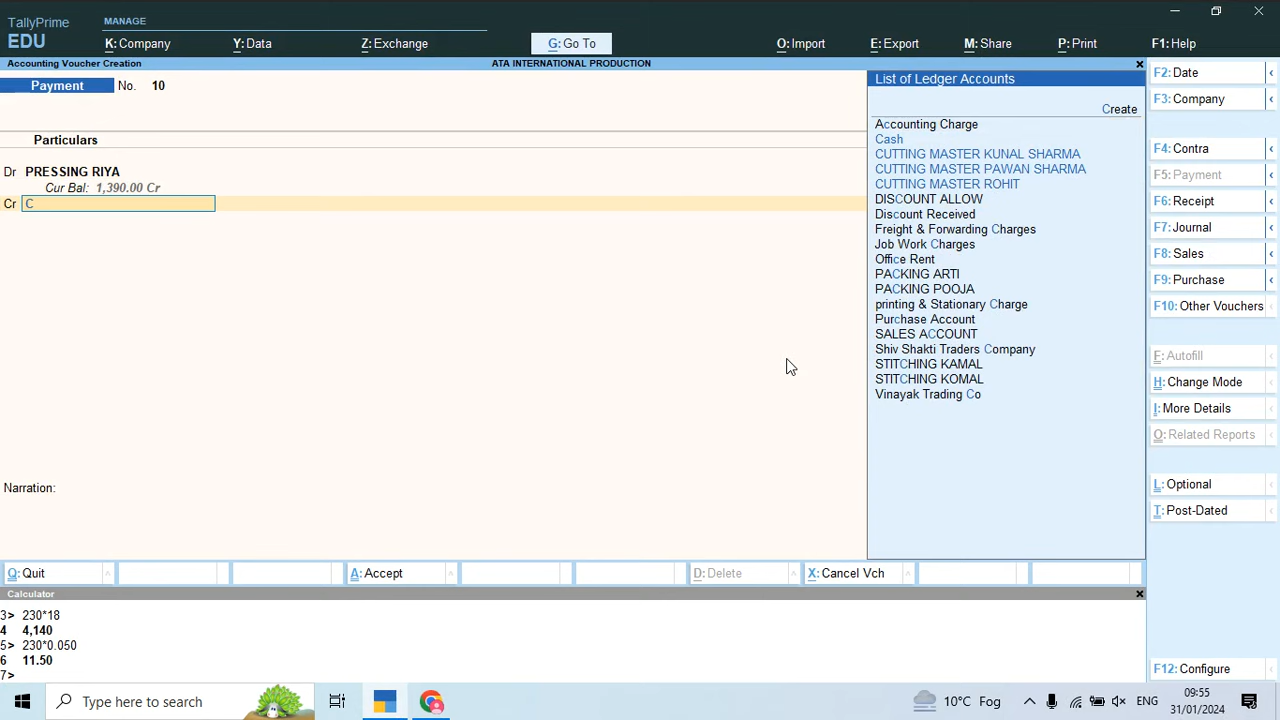 TallyPrime
EDU
MANAGE
K: Company
Y: Data
Z: Exchange
G: Go To
O: Import
E: Export
M: Share
P: Print
F1: Help
Accounting Voucher Creation
ATA INTERNATIONAL PRODUCTION
Payment No. 10
Particulars
Dr PRESSING RIYA
Cur Bal: 1,390.00 Cr
Cr C
Narration:
List of Ledger Accounts
Create
Accounting Charge
Cash
CUTTING MASTER KUNAL SHARMA
CUTTING MASTER PAWAN SHARMA
CUTTING MASTER ROHIT
DISCOUNT ALLOW
Discount Received
Freight & Forwarding Charges
Job Work Charges
Office Rent
PACKING ARTI
PACKING POOJA
printing & Stationary Charge
Purchase Account
SALES ACCOUNT
Shiv Shakti Traders Company
STITCHING KAMAL
STITCHING KOMAL
Vinayak Trading Co
F2: Date
F3: Company
F4: Contra
F5: Payment
F6: Receipt
F7: Journal
F8: Sales
F9: Purchase
F10: Other Vouchers
F: Autofill
H: Change Mode
I: More Details
O: Related Reports
L: Optional
T: Post-Dated
F12: Configure
Q: Quit
A: Accept
D: Delete
X: Cancel Vch
Calculator
3> 230*18
4 4,140
5> 230*0.050
6 11.50
7>
Type here to search
10°C Fog
ENG
09:55
31/01/2024